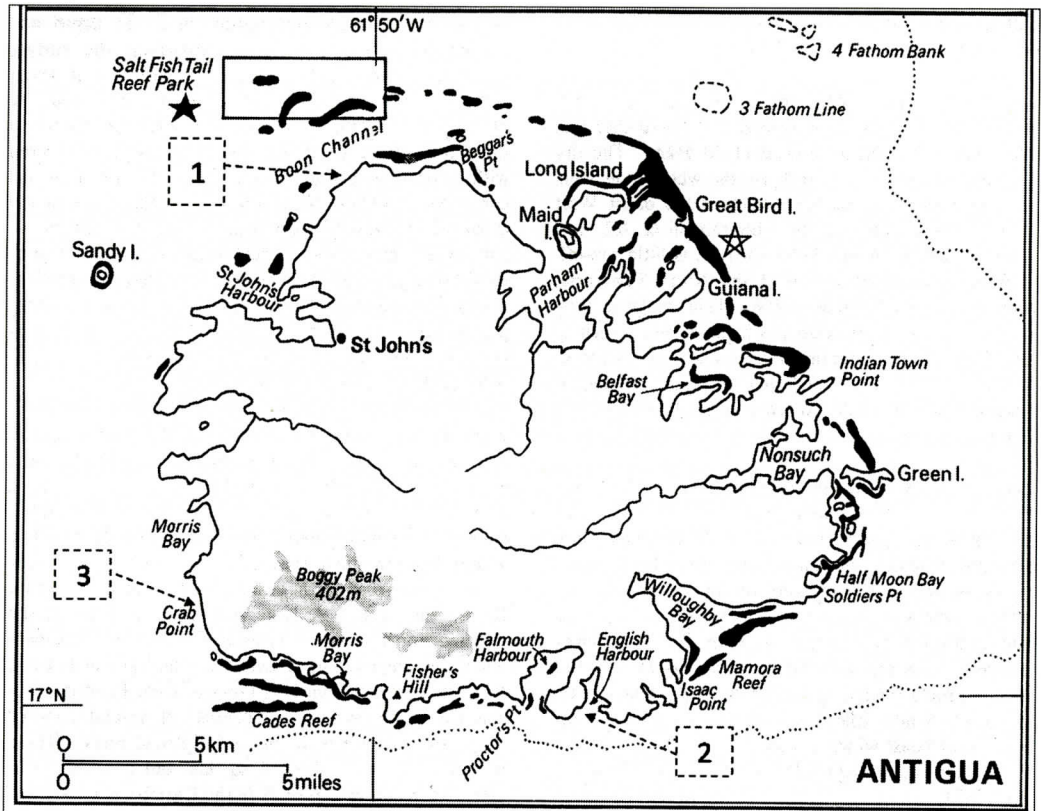 61°50'W
4 Fathom Bank
Salt Fish Tail
Reef Park
3 Fathom Line
1
Boon Channel
Beggar's
Pt
Long Island
Great Bird I.
Maid
I.
Sandy I.
St John's
Harbour
Parham
Harbour
Guiana I.
St John's
Belfast
Bay
Indian Town
Point
Nonsuch
Bay
Green I.
Morris
Bay
3
Boggy Peak
402m
Crab
Point
Half Moon Bay
Soldiers Pt
Willoughby
Bay
Morris
Bay
Falmouth
Harbour
English
Harbour
Fisher's
Hill
Mamora
Reef
Isaac
Point
17°N
Cades Reef
Proctor's Pt
2
0 5km
0 5miles
ANTIGUA